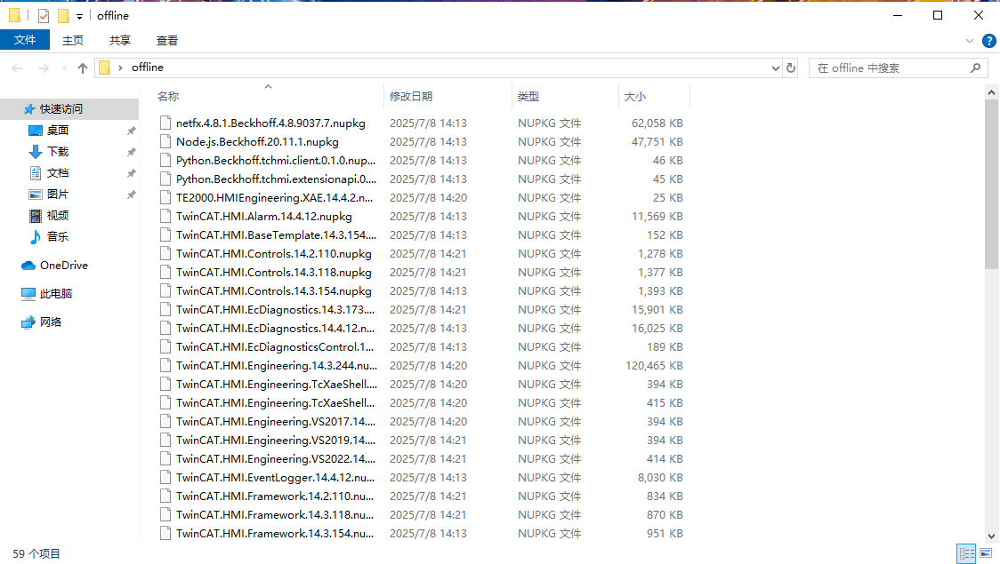 offline
文件 主页 共享 查看
offline
在 offline 中搜索
快速访问
桌面
下载
文档
图片
视频
音乐
OneDrive
此电脑
网络
名称 修改日期 类型 大小
netfx.4.8.1.Beckhoff.4.8.9037.7.nupkg 2025/7/8 14:13 NUPKG 文件 62,058 KB
Node.js.Beckhoff.20.11.1.nupkg 2025/7/8 14:13 NUPKG 文件 47,751 KB
Python.Beckhoff.tchmi.client.0.1.0.nup... 2025/7/8 14:13 NUPKG 文件 46 KB
Python.Beckhoff.tchmi.extensionapi.0.... 2025/7/8 14:13 NUPKG 文件 45 KB
TE2000.HMIEngineering.XAE.14.4.2.n... 2025/7/8 14:20 NUPKG 文件 25 KB
TwinCAT.HMI.Alarm.14.4.12.nupkg 2025/7/8 14:13 NUPKG 文件 11,569 KB
TwinCAT.HMI.BaseTemplate.14.3.154.... 2025/7/8 14:13 NUPKG 文件 152 KB
TwinCAT.HMI.Controls.14.2.110.nupkg 2025/7/8 14:21 NUPKG 文件 1,278 KB
TwinCAT.HMI.Controls.14.3.118.nupkg 2025/7/8 14:21 NUPKG 文件 1,377 KB
TwinCAT.HMI.Controls.14.3.154.nupkg 2025/7/8 14:13 NUPKG 文件 1,393 KB
TwinCAT.HMI.EcDiagnostics.14.3.173.... 2025/7/8 14:21 NUPKG 文件 15,901 KB
TwinCAT.HMI.EcDiagnostics.14.4.12.n... 2025/7/8 14:13 NUPKG 文件 16,025 KB
TwinCAT.HMI.EcDiagnosticsControl.1... 2025/7/8 14:13 NUPKG 文件 189 KB
TwinCAT.HMI.Engineering.14.3.244.nu... 2025/7/8 14:20 NUPKG 文件 120,465 KB
TwinCAT.HMI.Engineering.TcXaeShell.... 2025/7/8 14:20 NUPKG 文件 394 KB
TwinCAT.HMI.Engineering.TcXaeShell.... 2025/7/8 14:20 NUPKG 文件 415 KB
TwinCAT.HMI.Engineering.VS2017.14.... 2025/7/8 14:20 NUPKG 文件 394 KB
TwinCAT.HMI.Engineering.VS2019.14.... 2025/7/8 14:21 NUPKG 文件 394 KB
TwinCAT.HMI.Engineering.VS2022.14.... 2025/7/8 14:21 NUPKG 文件 414 KB
TwinCAT.HMI.EventLogger.14.4.12.nu... 2025/7/8 14:13 NUPKG 文件 8,030 KB
TwinCAT.HMI.Framework.14.2.110.nu... 2025/7/8 14:21 NUPKG 文件 834 KB
TwinCAT.HMI.Framework.14.3.118.nu... 2025/7/8 14:21 NUPKG 文件 870 KB
TwinCAT.HMI.Framework.14.3.154.nu... 2025/7/8 14:13 NUPKG 文件 951 KB
59 个项目